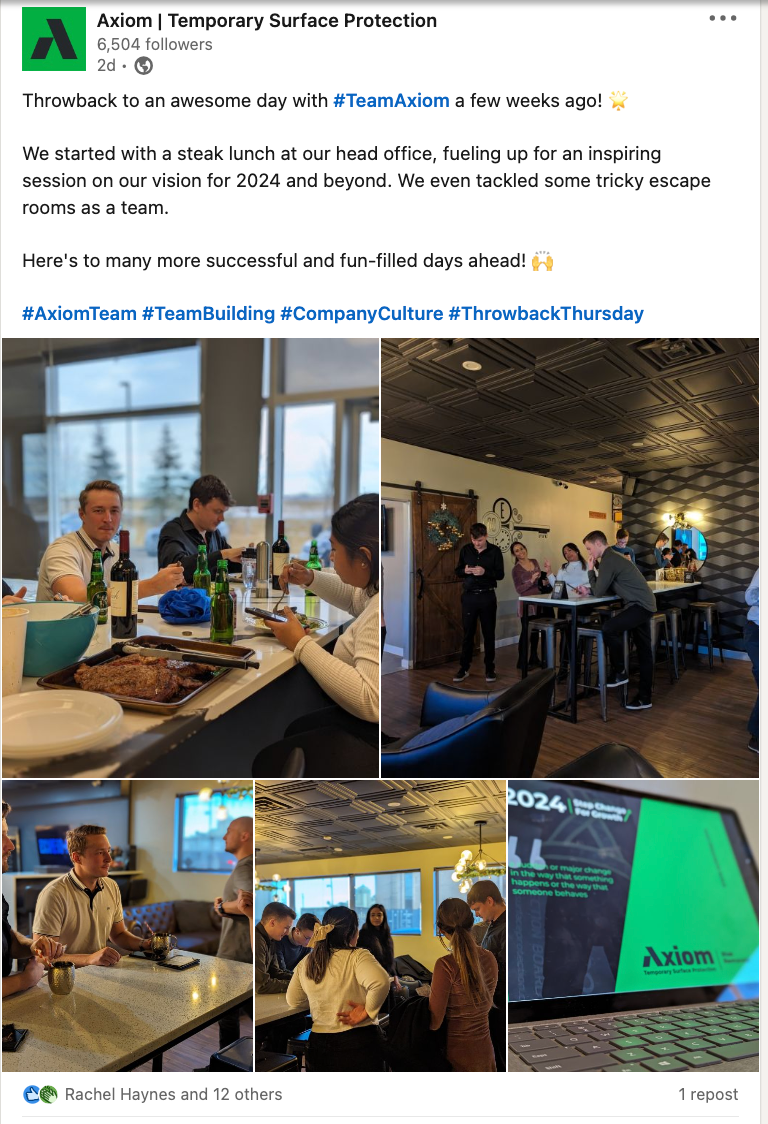 Axiom | Temporary Surface Protection
6,504 followers
2d •
Throwback to an awesome day with #TeamAxiom a few weeks ago! 🌟
We started with a steak lunch at our head office, fueling up for an inspiring
session on our vision for 2024 and beyond. We even tackled some tricky escape
rooms as a team.
Here's to many more successful and fun-filled days ahead! 🙌
#AxiomTeam #TeamBuilding #CompanyCulture #ThrowbackThursday
E
2024 | Step Change
For Growth
or major change
in the way that something
happens or the way that
someone behaves
Axiom
Temporary Surface Protection
Rachel Haynes and 12 others
1 repost